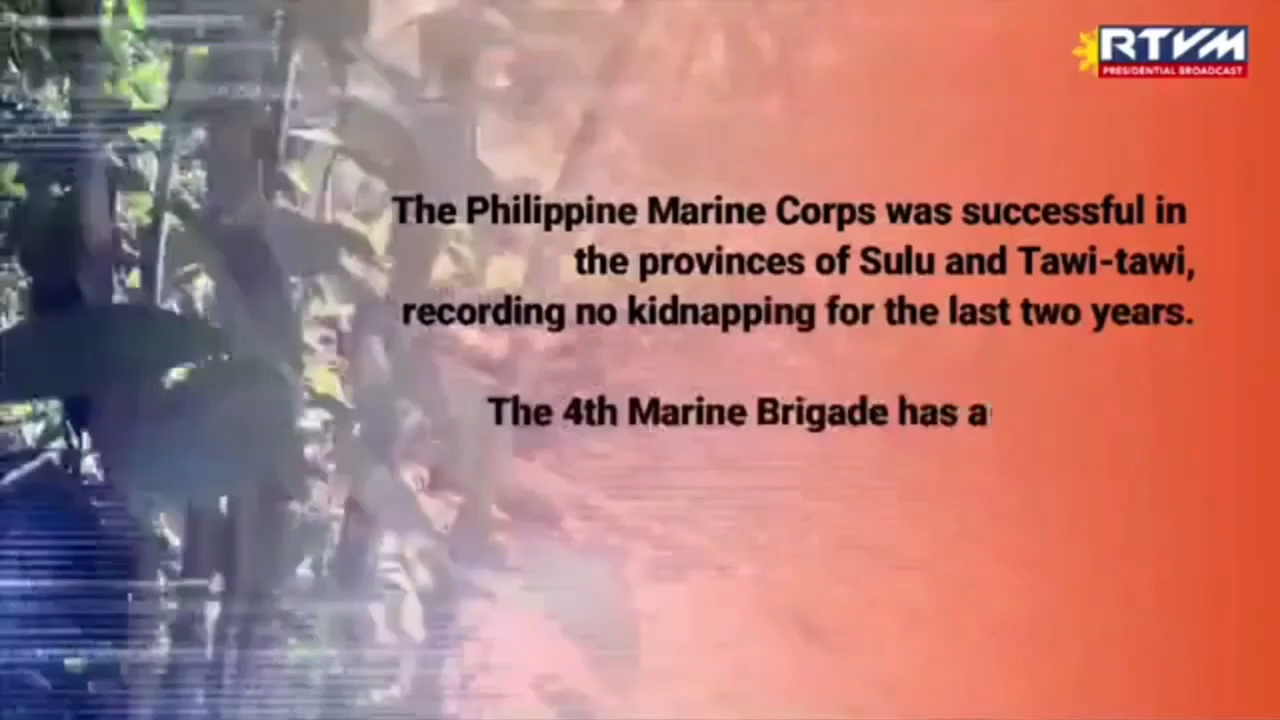 RTVM
PRESIDENTIAL BROADCAST
The Philippine Marine Corps was successful in
the provinces of Sulu and Tawi-tawi,
recording no kidnapping for the last two years.
The 4th Marine Brigade has a